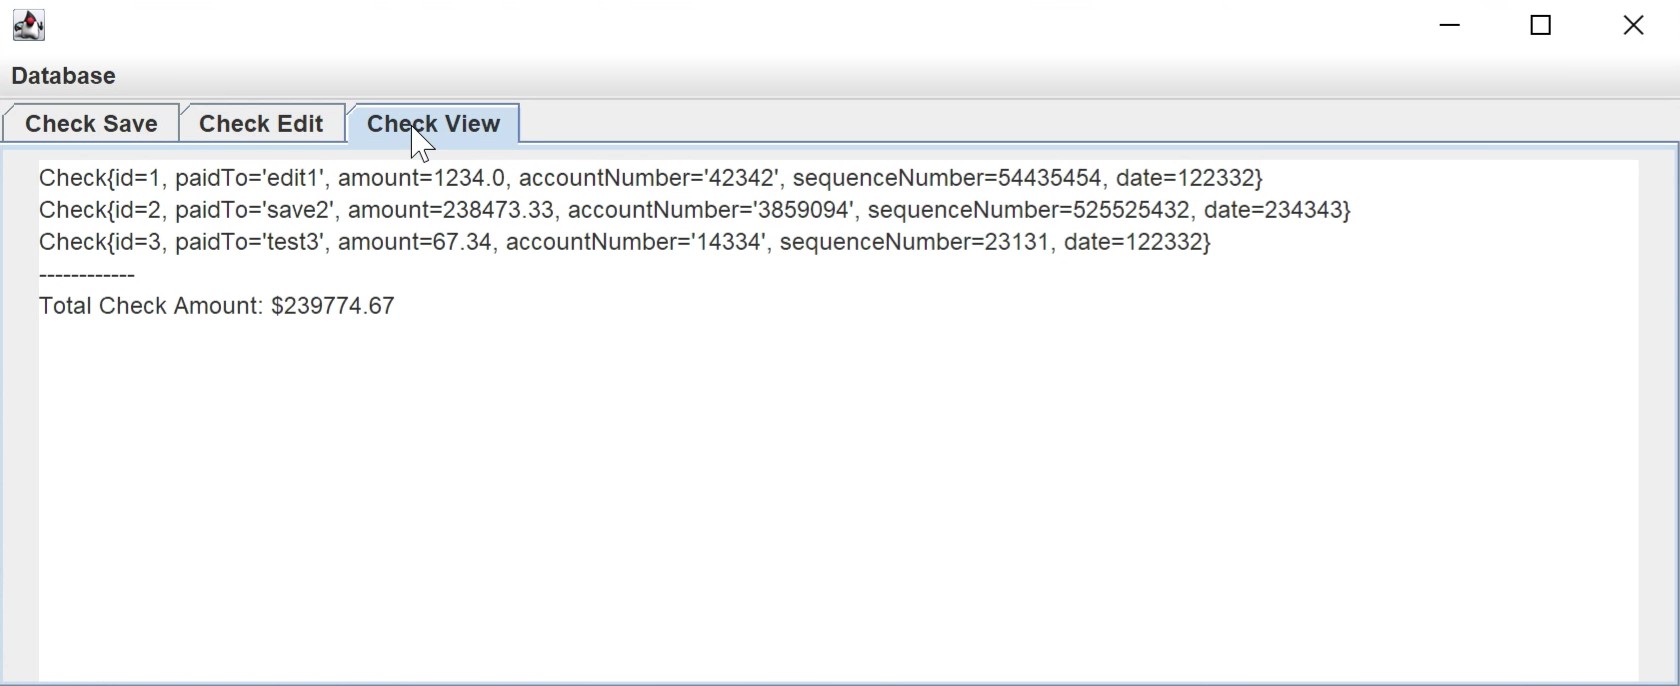 Database
Check Save Check Edit Check View
Check{id=1, paidTo='edit1', amount=1234.0, accountNumber='42342', sequenceNumber=54435454, date=122332}
Check{id=2, paidTo='save2', amount=238473.33, accountNumber='3859094', sequenceNumber=525525432, date=234343}
Check{id=3, paidTo='test3', amount=67.34, accountNumber='14334', sequenceNumber=23131, date=122332}
------------
Total Check Amount: $239774.67